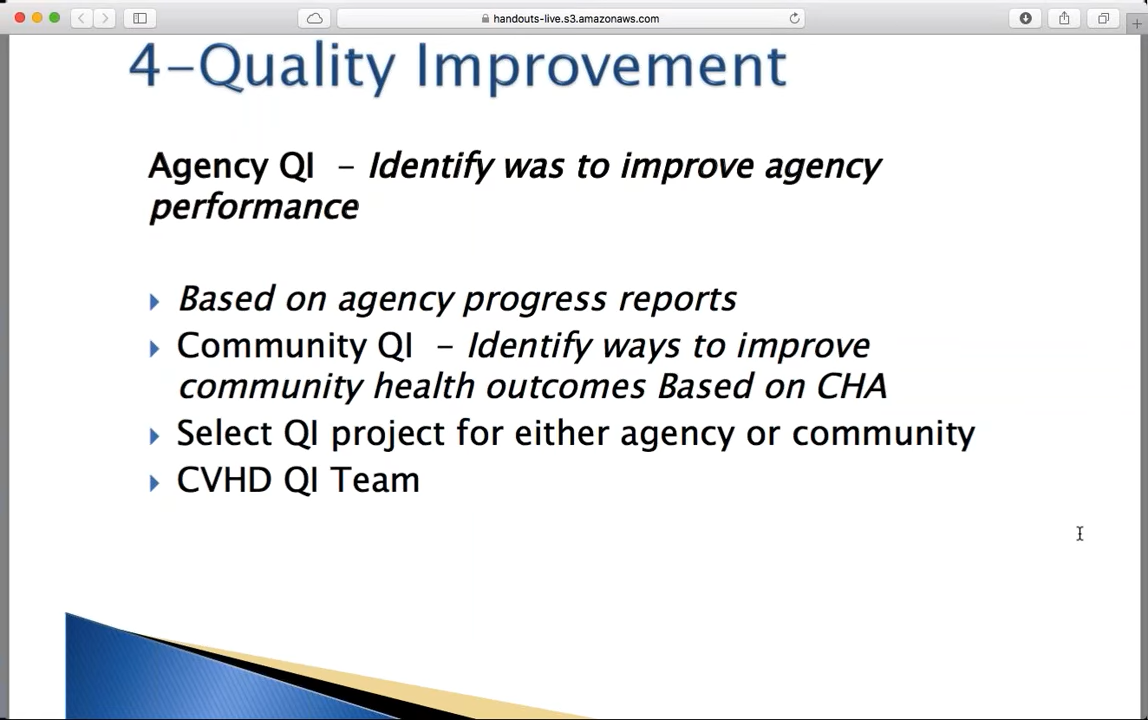 handouts-live.s3.amazonaws.com
4-Quality Improvement
Agency QI - Identify was to improve agency
performance
Based on agency progress reports
Community QI - Identify ways to improve
community health outcomes Based on CHA
Select QI project for either agency or community
CVHD QI Team